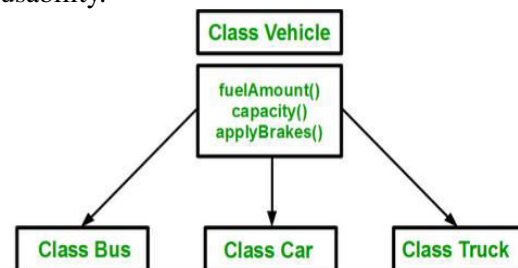 Class Vehicle
fuelAmount()
capacity()
applyBrakes()
Class Bus
Class Car
Class Truck